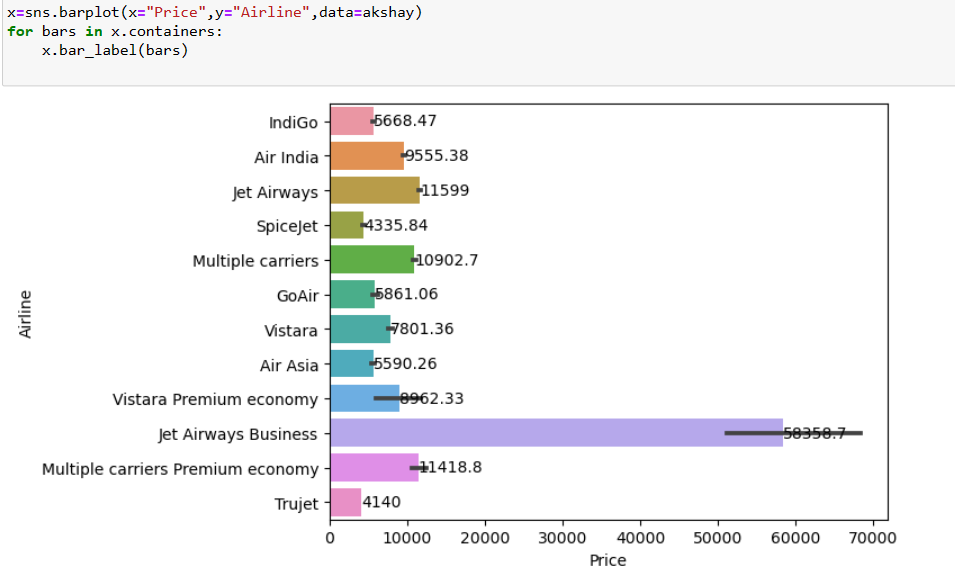 x=sns.barplot(x="Price",y="Airline",data=akshay)
for bars in x.containers:
    x.bar_label(bars)
IndiGo 5668.47
Air India 9555.38
Jet Airways 11599
SpiceJet 4335.84
Multiple carriers 10902.7
GoAir 5861.06
Vistara 7801.36
Air Asia 5590.26
Vistara Premium economy 8962.33
Jet Airways Business 58358.7
Multiple carriers Premium economy 11418.8
Trujet 4140
Airline
0 10000 20000 30000 40000 50000 60000 70000
Price